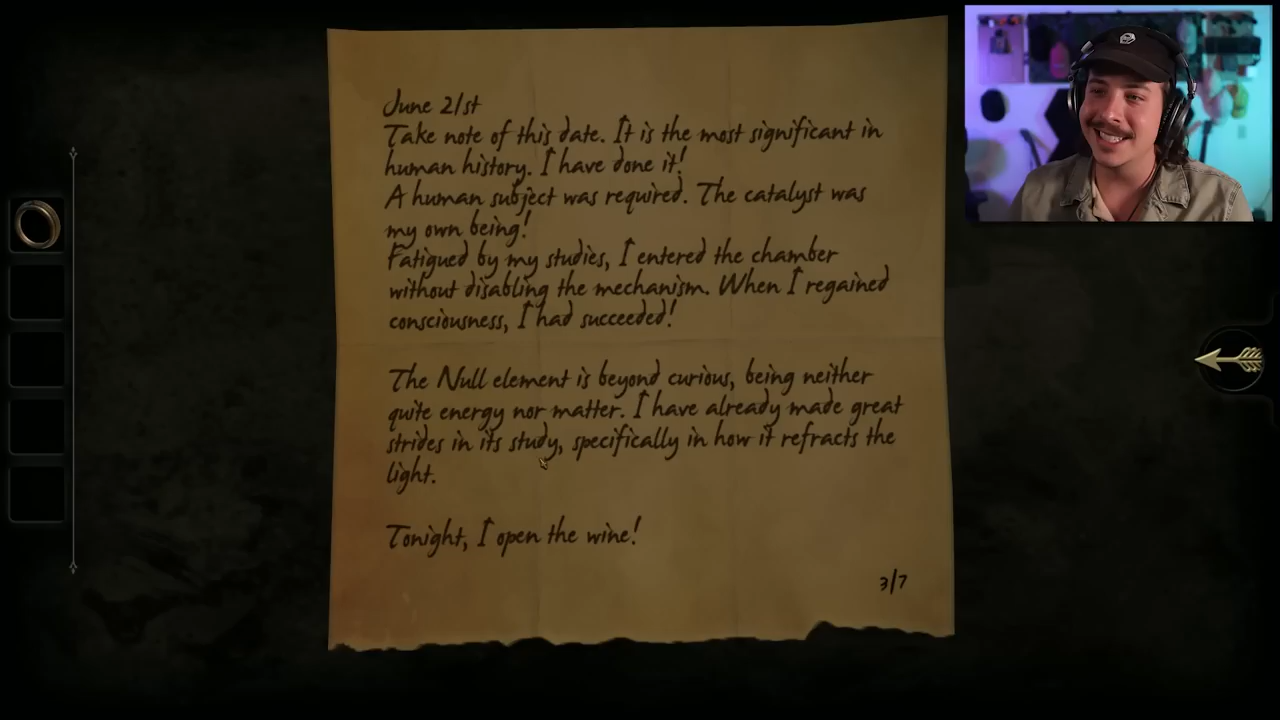 June 21st
Take note of this date. It is the most significant in
human history. I have done it!
A human subject was required. The catalyst was
my own being!
Fatigued by my studies, I entered the chamber
without disabling the mechanism. When I regained
consciousness, I had succeeded!
The Null element is beyond curious, being neither
quite energy nor matter. I have already made great
strides in its study, specifically in how it refracts the
light.
Tonight, I open the wine!
3/7